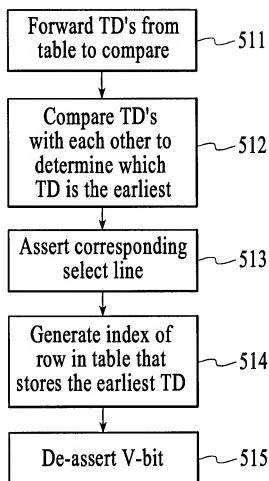 Forward TD's from
table to compare
511
Compare TD's
with each other to
determine which
TD is the earliest
512
Assert corresponding
select line
513
Generate index of
row in table that
stores the earliest TD
514
De-assert V-bit
515